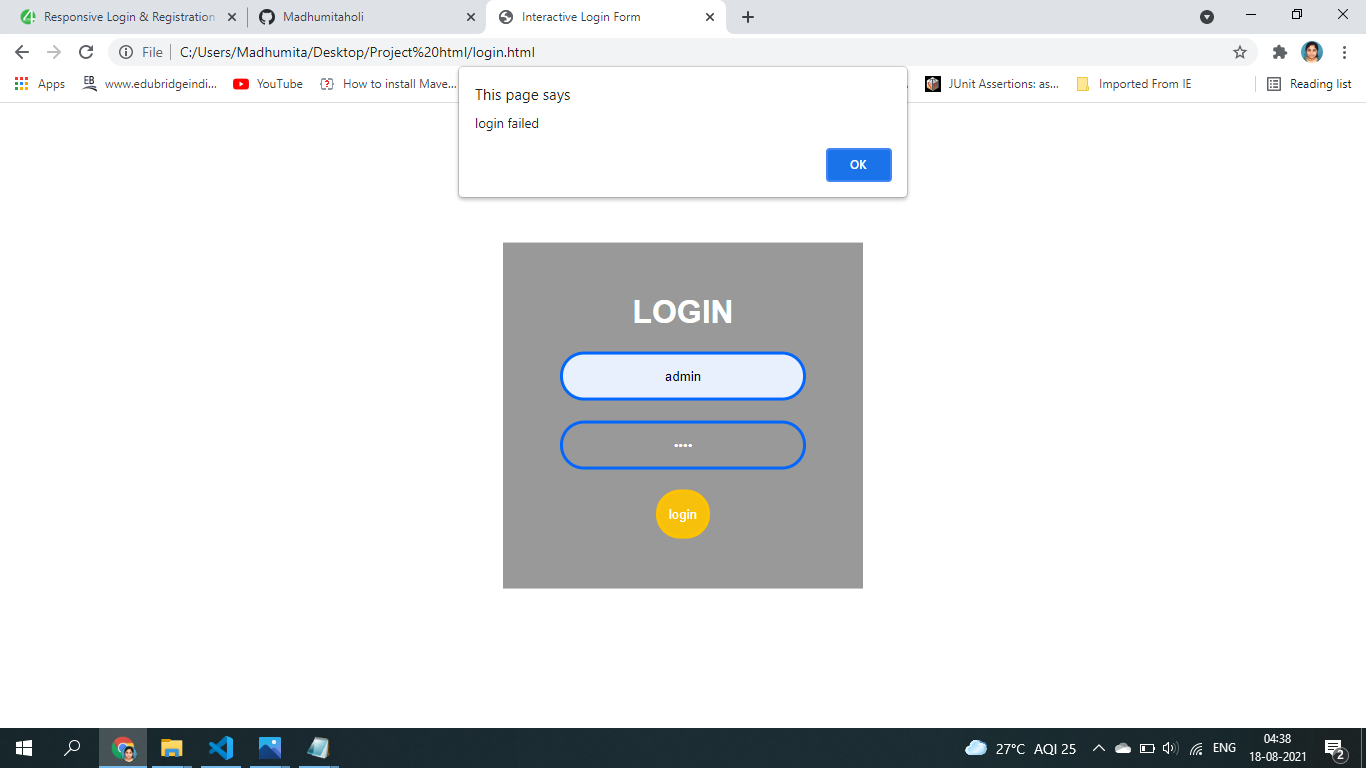 Responsive Login & Registration
Madhumitaholi
Interactive Login Form
File
C:/Users/Madhumita/Desktop/Project%20html/login.html
Apps
EB
www.edubridgeindi...
YouTube
How to install Mave...
JUnit Assertions: as...
Imported From IE
Reading list
This page says
login failed
OK
LOGIN
admin
••••
login
27°C AQI 25
ENG
04:38
18-08-2021
2